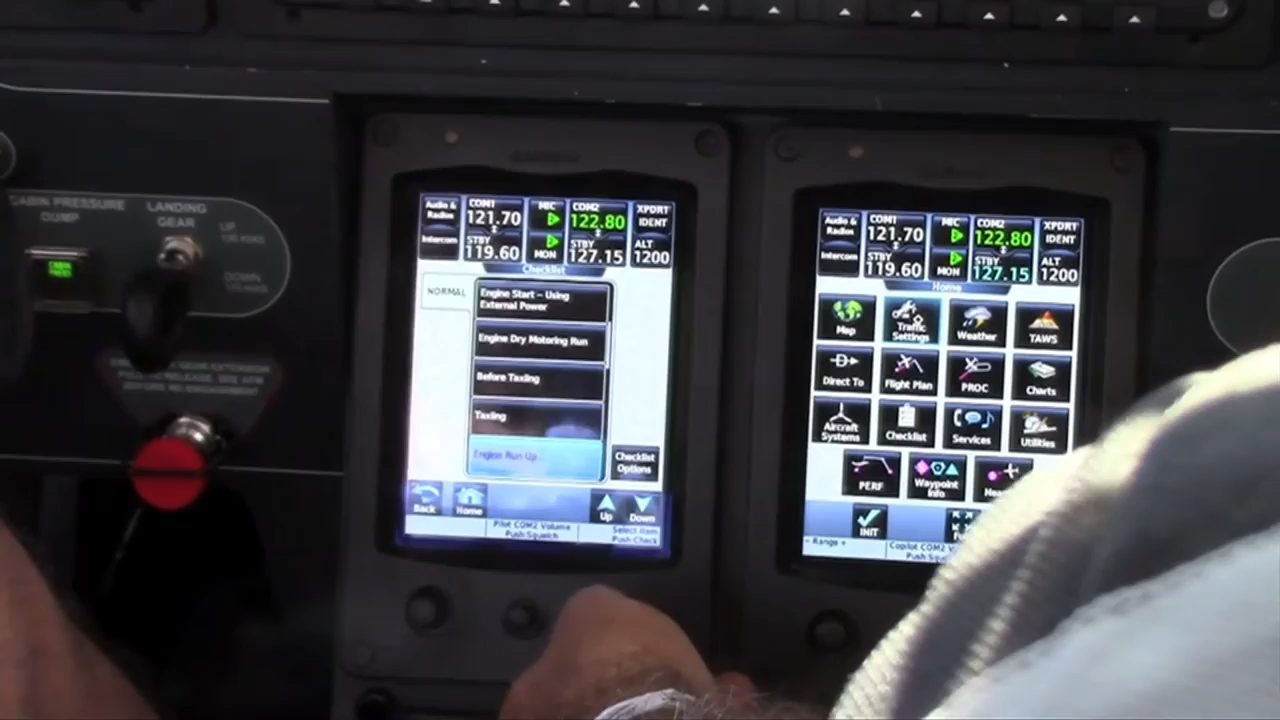 CABIN PRESSURE
DUMP
LANDING
GEAR
UP
DOWN
Audio &
Radios
Intercom
COM1
121.70
STBY
119.60
MIC
MON
COM2
122.80
STBY
127.15
XPDRT
IDENT
ALT
1200
Checklist
NORMAL
Engine Start – Using
External Power
Engine Dry Motoring Run
Before Taxiing
Taxiing
Engine Run Up
Checklist
Options
Back
Home
Up
Down
Pilot COM2 Volume
Push:Squelch
Select Item
Push:Check
Audio &
Radios
Intercom
COM1
121.70
STBY
119.60
MIC
MON
COM2
122.80
STBY
127.15
XPDRT
IDENT
ALT
1200
Home
Map
Traffic
Settings
Weather
TAWS
Direct To
Flight Plan
PROC
Charts
Aircraft
Systems
Checklist
Services
Utilities
PERF
Waypoint
Info
INIT
- Range +
Copilot COM2